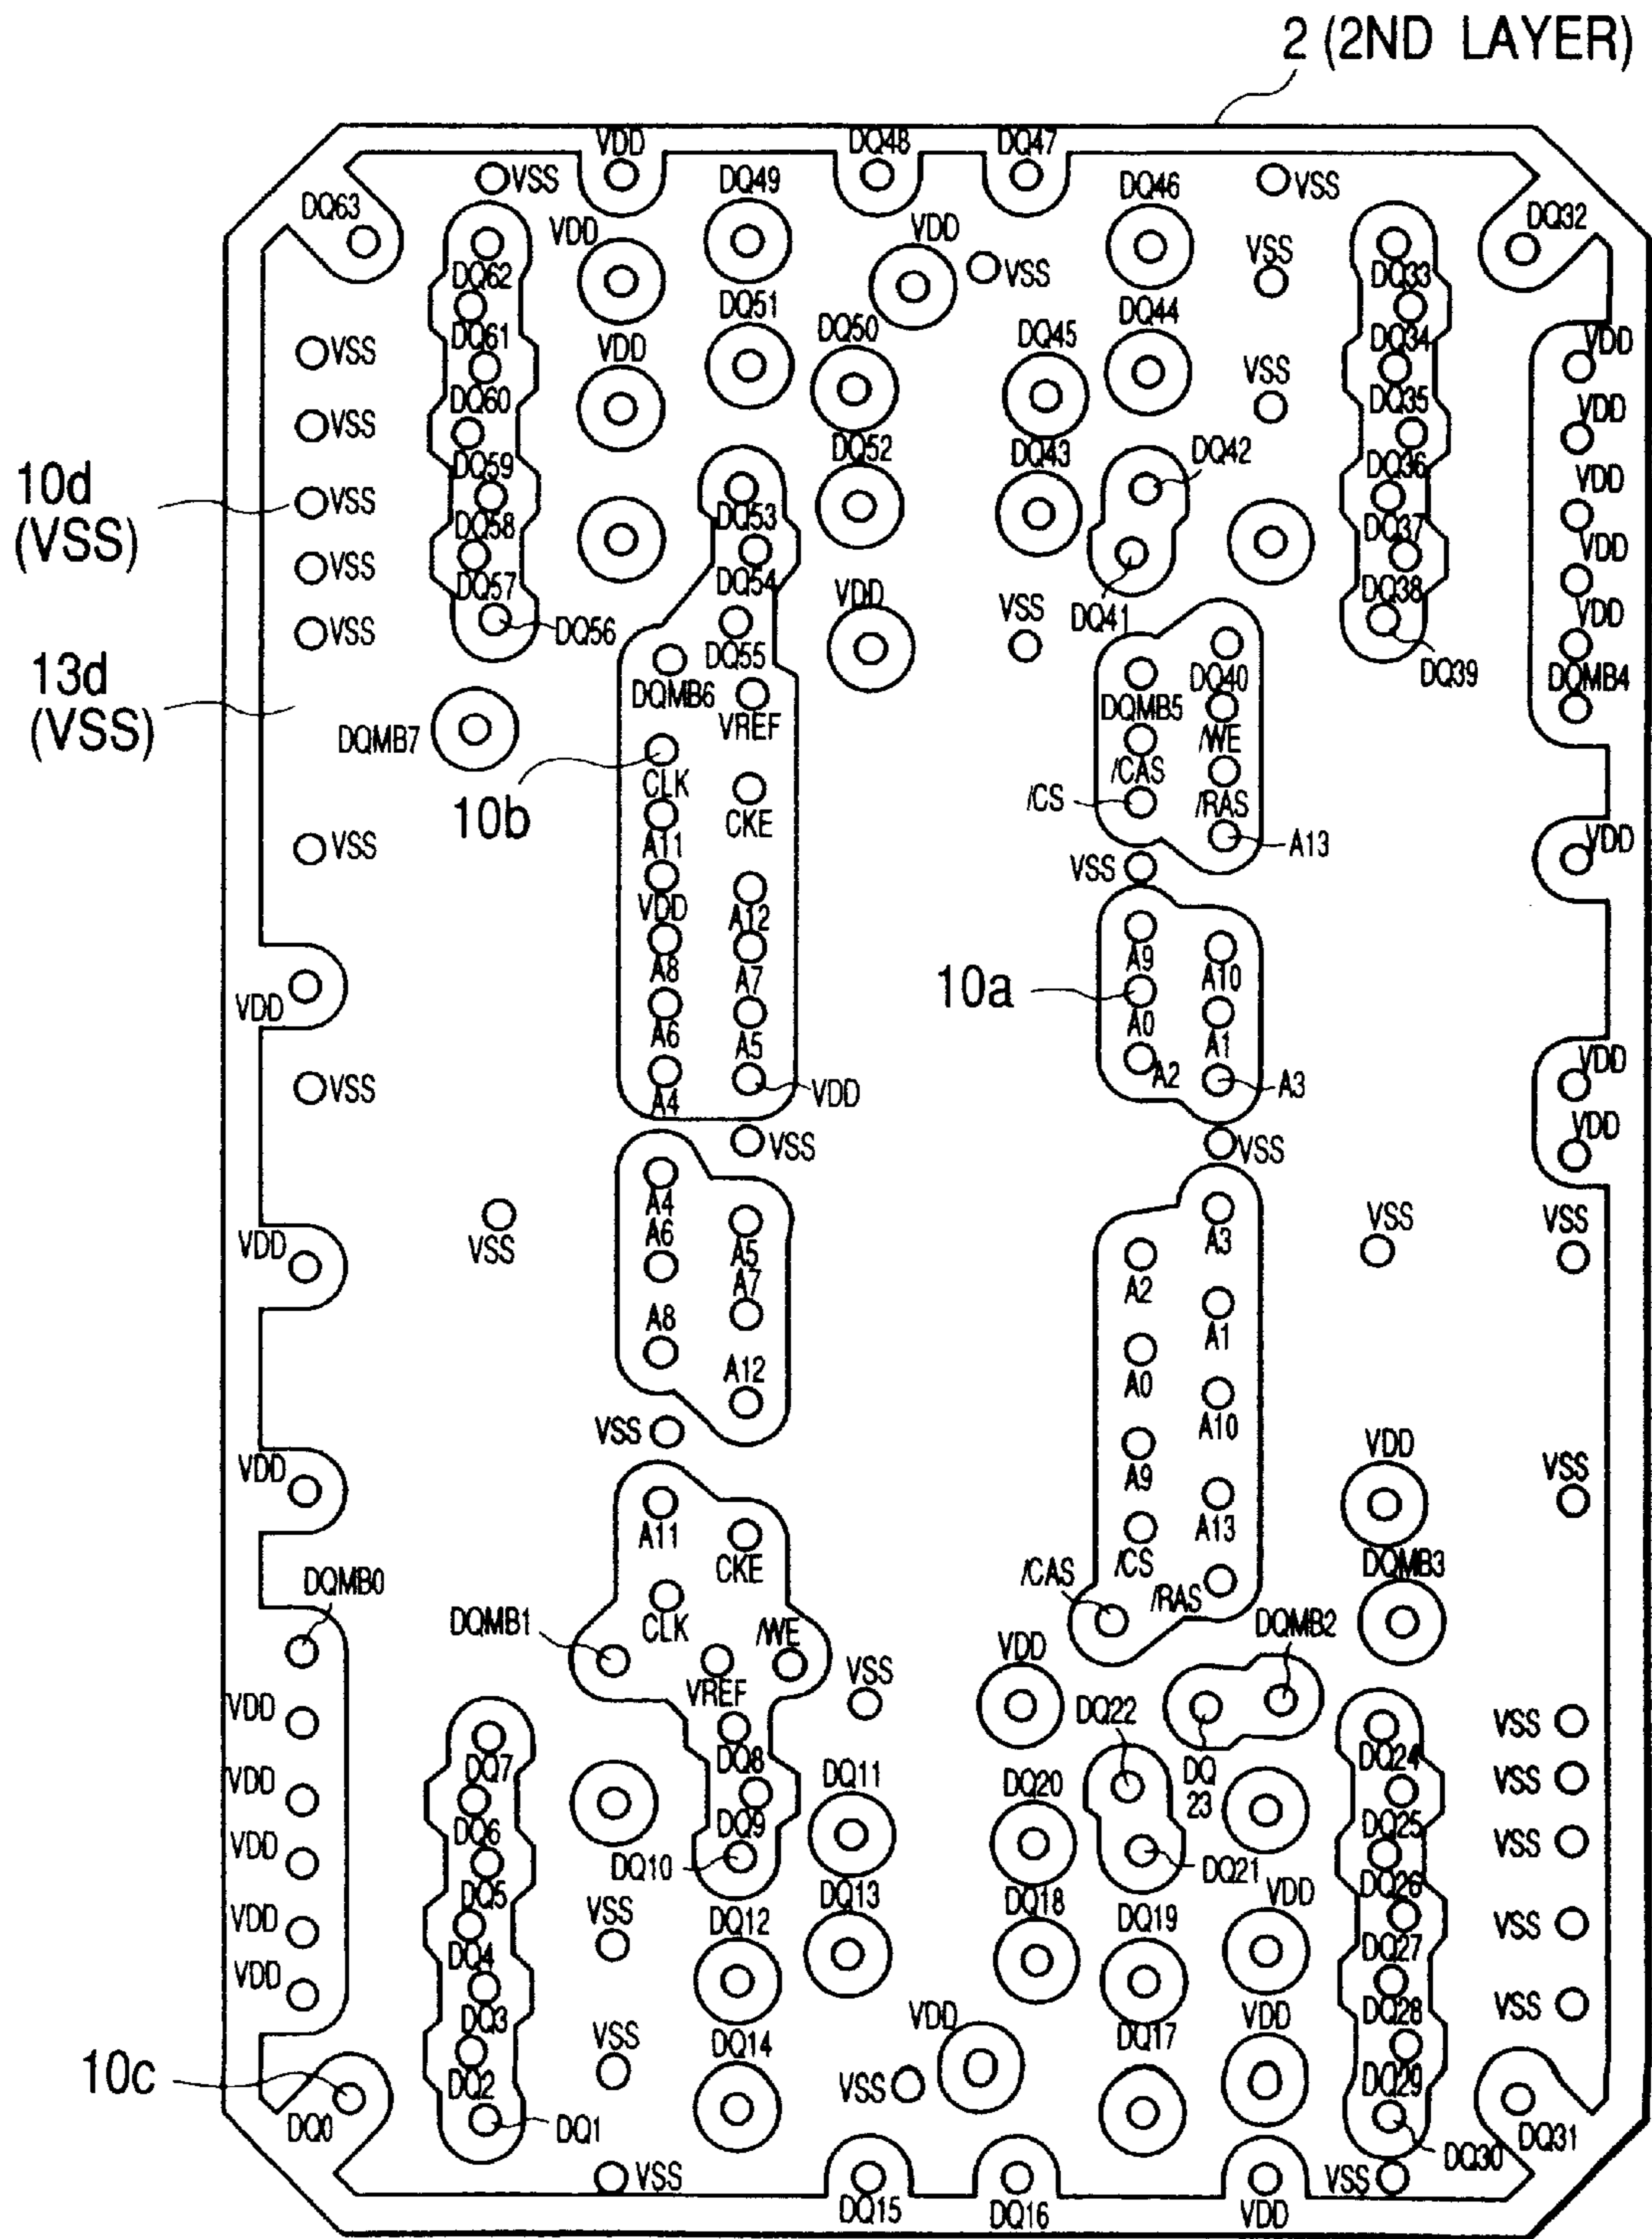 2 (2ND LAYER)
VDD
DQ48
DQ47
VSS
DQ49
DQ46
VSS
DQ63
DQ32
VDD
VDD
VSS
VSS
DQ62
DQ33
DQ51
DQ50
DQ45
DQ44
VSS
DQ61
VDD
DQ34
VDD
VSS
DQ60
DQ35
VDD
VSS
DQ52
DQ43
DQ42
10d
(VSS)
DQ59
DQ36
VDD
VSS
DQ53
DQ58
DQ37
VDD
VSS
DQ57
DQ54
VDD
VSS
DQ41
DQ38
VDD
VSS
DQ56
DQ55
DQ40
DQ39
DQMB4
13d
(VSS)
DQMB6
DQMB5
DQMB7
VREF
/WE
10b
CLK
CKE
/CAS
/CS
/RAS
A13
VDD
VSS
A11
VSS
VDD
A12
A9
A10
VDD
A8
A7
10a
A0
A1
A6
A5
A2
A3
VDD
VSS
A4
VDD
VDD
VSS
VSS
A4
A6
A5
A7
A3
VDD
VSS
VSS
VSS
A2
A1
A8
A12
A0
A10
VSS
A9
VDD
VDD
VSS
A11
CKE
/CS
A13
DQMB0
/CAS
/RAS
DQMB3
DQMB1
CLK
/WE
DQMB2
VREF
VSS
VDD
VDD
DQ22
DQ
23
VSS
DQ7
DQ8
DQ11
DQ20
DQ24
VDD
VSS
DQ6
DQ9
DQ25
VDD
DQ10
DQ21
VSS
DQ5
VSS
DQ12
DQ13
DQ18
DQ19
VDD
DQ26
VDD
DQ4
DQ27
VSS
VDD
DQ3
VSS
DQ14
VDD
DQ17
VDD
DQ28
VSS
10c
DQ2
VSS
DQ29
DQ0
DQ1
DQ30
DQ31
VSS
DQ15
DQ16
VDD
VSS